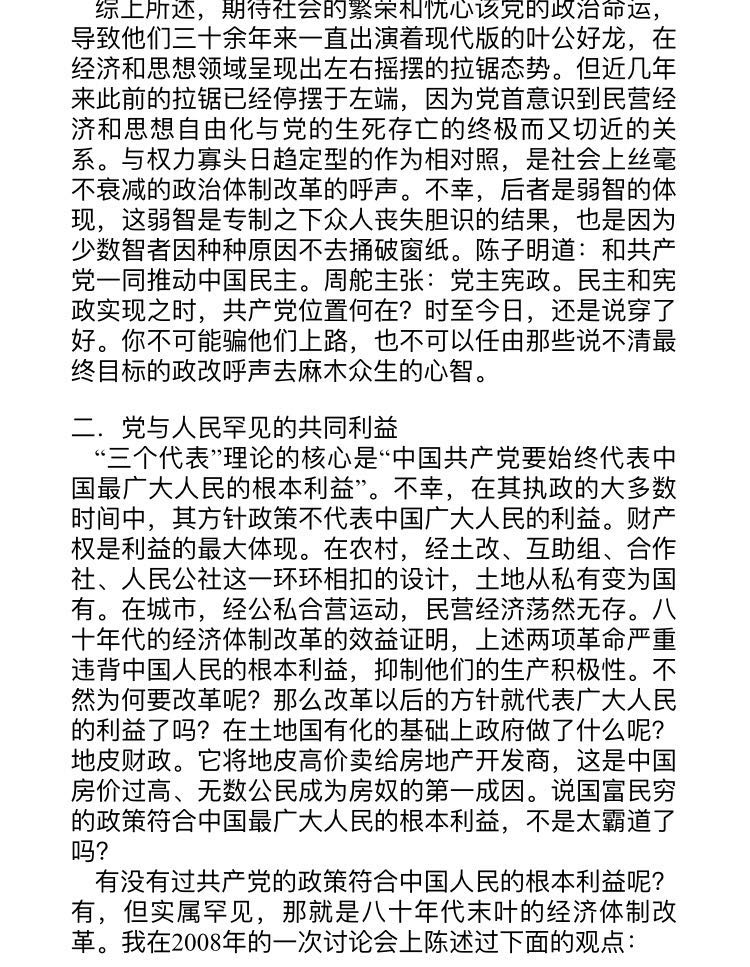 综上所述，期待社会的繁荣和忧心该党的政治命运，
导致他们三十余年来一直出演着现代版的叶公好龙，在
经济和思想领域呈现出左右摇摆的拉锯态势。但近几年
来此前的拉锯已经停摆于左端，因为党首意识到民营经
济和思想自由化与党的生死存亡的终极而又切近的关
系。与权力寡头日趋定型的作为相对照，是社会上丝毫
不衰减的政治体制改革的呼声。不幸，后者是弱智的体
现，这弱智是专制之下众人丧失胆识的结果，也是因为
少数智者因种种原因不去捅破窗纸。陈子明道：和共产
党一同推动中国民主。周舵主张：党主宪政。民主和宪
政实现之时，共产党位置何在？时至今日，还是说穿了
好。你不可能骗他们上路，也不可以任由那些说不清最
终目标的政改呼声去麻木众生的心智。
二．党与人民罕见的共同利益
“三个代表”理论的核心是“中国共产党要始终代表中
国最广大人民的根本利益”。不幸，在其执政的大多数
时间中，其方针政策不代表中国广大人民的利益。财产
权是利益的最大体现。在农村，经土改、互助组、合作
社、人民公社这一环环相扣的设计，土地从私有变为国
有。在城市，经公私合营运动，民营经济荡然无存。八
十年代的经济体制改革的效益证明，上述两项革命严重
违背中国人民的根本利益，抑制他们的生产积极性。不
然为何要改革呢？那么改革以后的方针就代表广大人民
的利益了吗？在土地国有化的基础上政府做了什么呢？
地皮财政。它将地皮高价卖给房地产开发商，这是中国
房价过高、无数公民成为房奴的第一成因。说国富民穷
的政策符合中国最广大人民的根本利益，不是太霸道了
吗？
有没有过共产党的政策符合中国人民的根本利益呢？
有，但实属罕见，那就是八十年代末叶的经济体制改
革。我在2008年的一次讨论会上陈述过下面的观点：